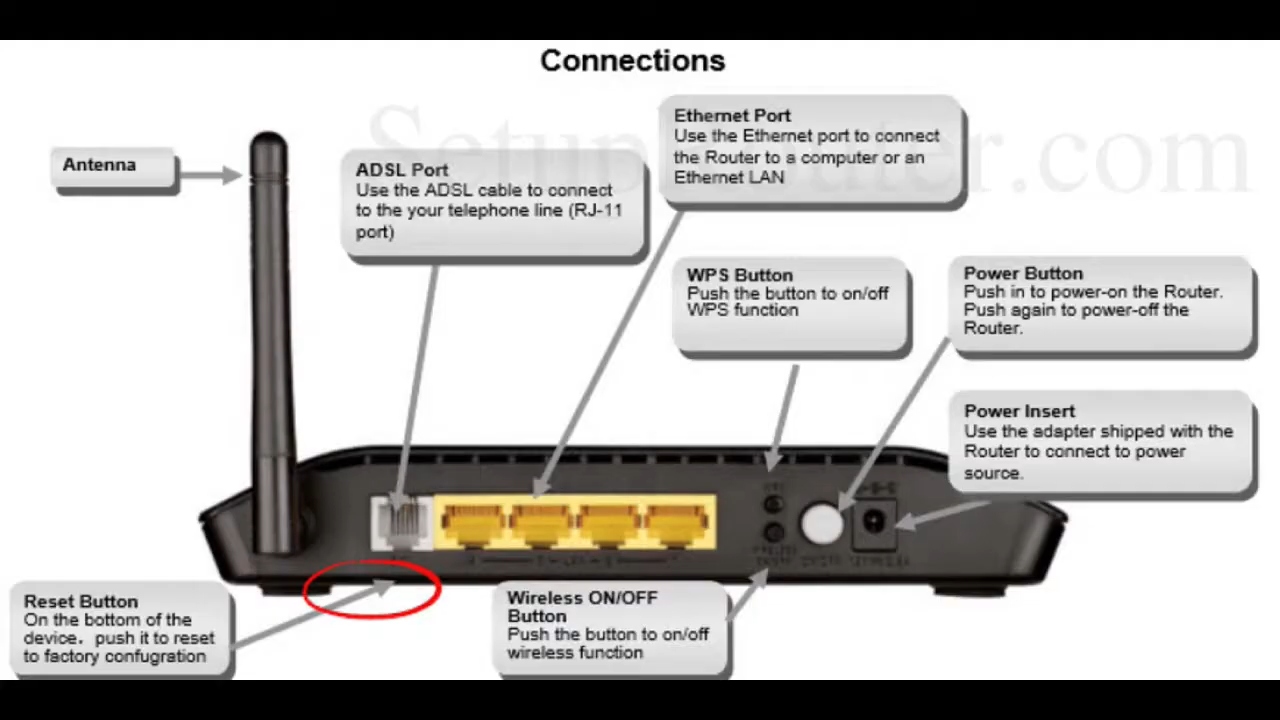 Connections
SetupRouter.com
Antenna
ADSL Port
Use the ADSL cable to connect
to the your telephone line (RJ-11
port)
Ethernet Port
Use the Ethernet port to connect
the Router to a computer or an
Ethernet LAN
WPS Button
Push the button to on/off
WPS function
Power Button
Push in to power-on the Router.
Push again to power-off the
Router.
Power Insert
Use the adapter shipped with the
Router to connect to power
source.
Reset Button
On the bottom of the
device, push it to reset
to factory confugration
Wireless ON/OFF
Button
Push the button to on/off
wireless function